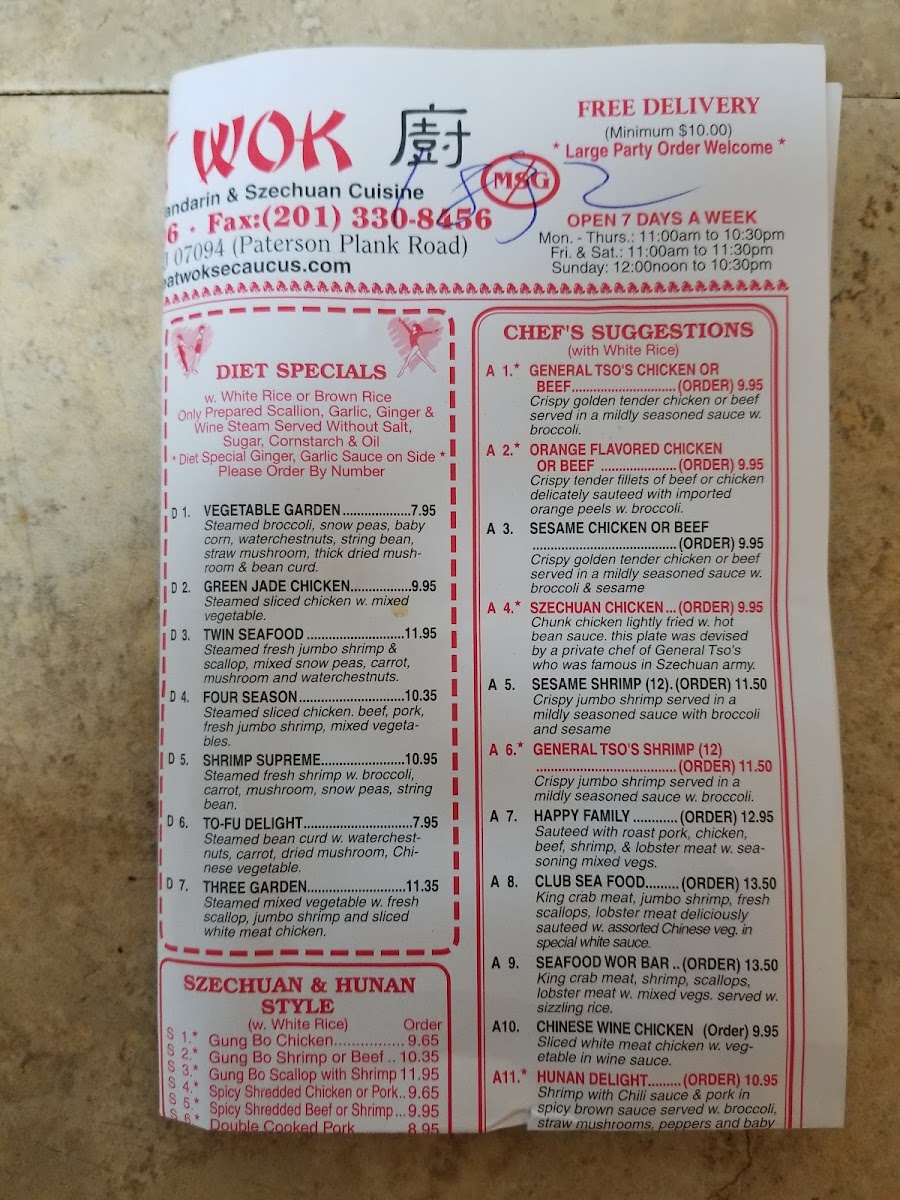 WOK 廚
Mandarin & Szechuan Cuisine
6 · Fax:(201) 330-8456
07094 (Paterson Plank Road)
atwoksecaucus.com
FREE DELIVERY
(Minimum $10.00)
* Large Party Order Welcome *
MSG
OPEN 7 DAYS A WEEK
Mon. - Thurs.: 11:00am to 10:30pm
Fri. & Sat.: 11:00am to 11:30pm
Sunday: 12:00noon to 10:30pm
DIET SPECIALS
w. White Rice or Brown Rice
Only Prepared Scallion, Garlic, Ginger &
Wine Steam Served Without Salt,
Sugar, Cornstarch & Oil
* Diet Special Ginger, Garlic Sauce on Side *
Please Order By Number
D 1. VEGETABLE GARDEN...................7.95
Steamed broccoli, snow peas, baby
corn, waterchestnuts, string bean,
straw mushroom, thick dried mush-
room & bean curd.
D 2. GREEN JADE CHICKEN..............9.95
Steamed sliced chicken w. mixed
vegetable.
D 3. TWIN SEAFOOD ........................11.95
Steamed fresh jumbo shrimp &
scallop, mixed snow peas, carrot,
mushroom and waterchestnuts.
D 4. FOUR SEASON..........................10.35
Steamed sliced chicken. beef, pork,
fresh jumbo shrimp, mixed vegeta-
bles.
D 5. SHRIMP SUPREME.....................10.95
Steamed fresh shrimp w. broccoli,
carrot, mushroom, snow peas, string
bean.
D 6. TO-FU DELIGHT...........................7.95
Steamed bean curd w. waterchest-
nuts, carrot, dried mushroom, Chi-
nese vegetable.
D 7. THREE GARDEN........................11.35
Steamed mixed vegetable w. fresh
scallop, jumbo shrimp and sliced
white meat chicken.
SZECHUAN & HUNAN
STYLE
(w. White Rice) Order
S 1.* Gung Bo Chicken................ 9.65
S 2.* Gung Bo Shrimp or Beef .. 10.35
S 3.* Gung Bo Scallop with Shrimp 11.95
S 4.* Spicy Shredded Chicken or Pork.. 9.65
S 5.* Spicy Shredded Beef or Shrimp... 9.95
S 6.* Double Cooked Pork 8.95
CHEF'S SUGGESTIONS
(with White Rice)
A 1.* GENERAL TSO'S CHICKEN OR
BEEF..........................(ORDER) 9.95
Crispy golden tender chicken or beef
served in a mildly seasoned sauce w.
broccoli.
A 2.* ORANGE FLAVORED CHICKEN
OR BEEF ...................(ORDER) 9.95
Crispy tender fillets of beef or chicken
delicately sauteed with imported
orange peels w. broccoli.
A 3. SESAME CHICKEN OR BEEF
....................................(ORDER) 9.95
Crispy golden tender chicken or beef
served in a mildly seasoned sauce w.
broccoli & sesame
A 4.* SZECHUAN CHICKEN ... (ORDER) 9.95
Chunk chicken lightly fried w. hot
bean sauce. this plate was devised
by a private chef of General Tso's
who was famous in Szechuan army.
A 5. SESAME SHRIMP (12). (ORDER) 11.50
Crispy jumbo shrimp served in a
mildly seasoned sauce with broccoli
and sesame
A 6.* GENERAL TSO'S SHRIMP (12)
....................................(ORDER) 11.50
Crispy jumbo shrimp served in a
mildly seasoned sauce w. broccoli.
A 7. HAPPY FAMILY ........... (ORDER) 12.95
Sauteed with roast pork, chicken,
beef, shrimp, & lobster meat w. sea-
soning mixed vegs.
A 8. CLUB SEA FOOD........ (ORDER) 13.50
King crab meat, jumbo shrimp, fresh
scallops, lobster meat deliciously
sauteed w. assorted Chinese veg. in
special white sauce.
A 9. SEAFOOD WOR BAR .. (ORDER) 13.50
King crab meat, shrimp, scallops,
lobster meat w. mixed vegs. served w.
sizzling rice.
A10. CHINESE WINE CHICKEN (Order) 9.95
Sliced white meat chicken w. veg-
etable in wine sauce.
A11.* HUNAN DELIGHT........ (ORDER) 10.95
Shrimp with Chili sauce & pork in
spicy brown sauce served w. broccoli,
straw mushrooms, peppers and baby